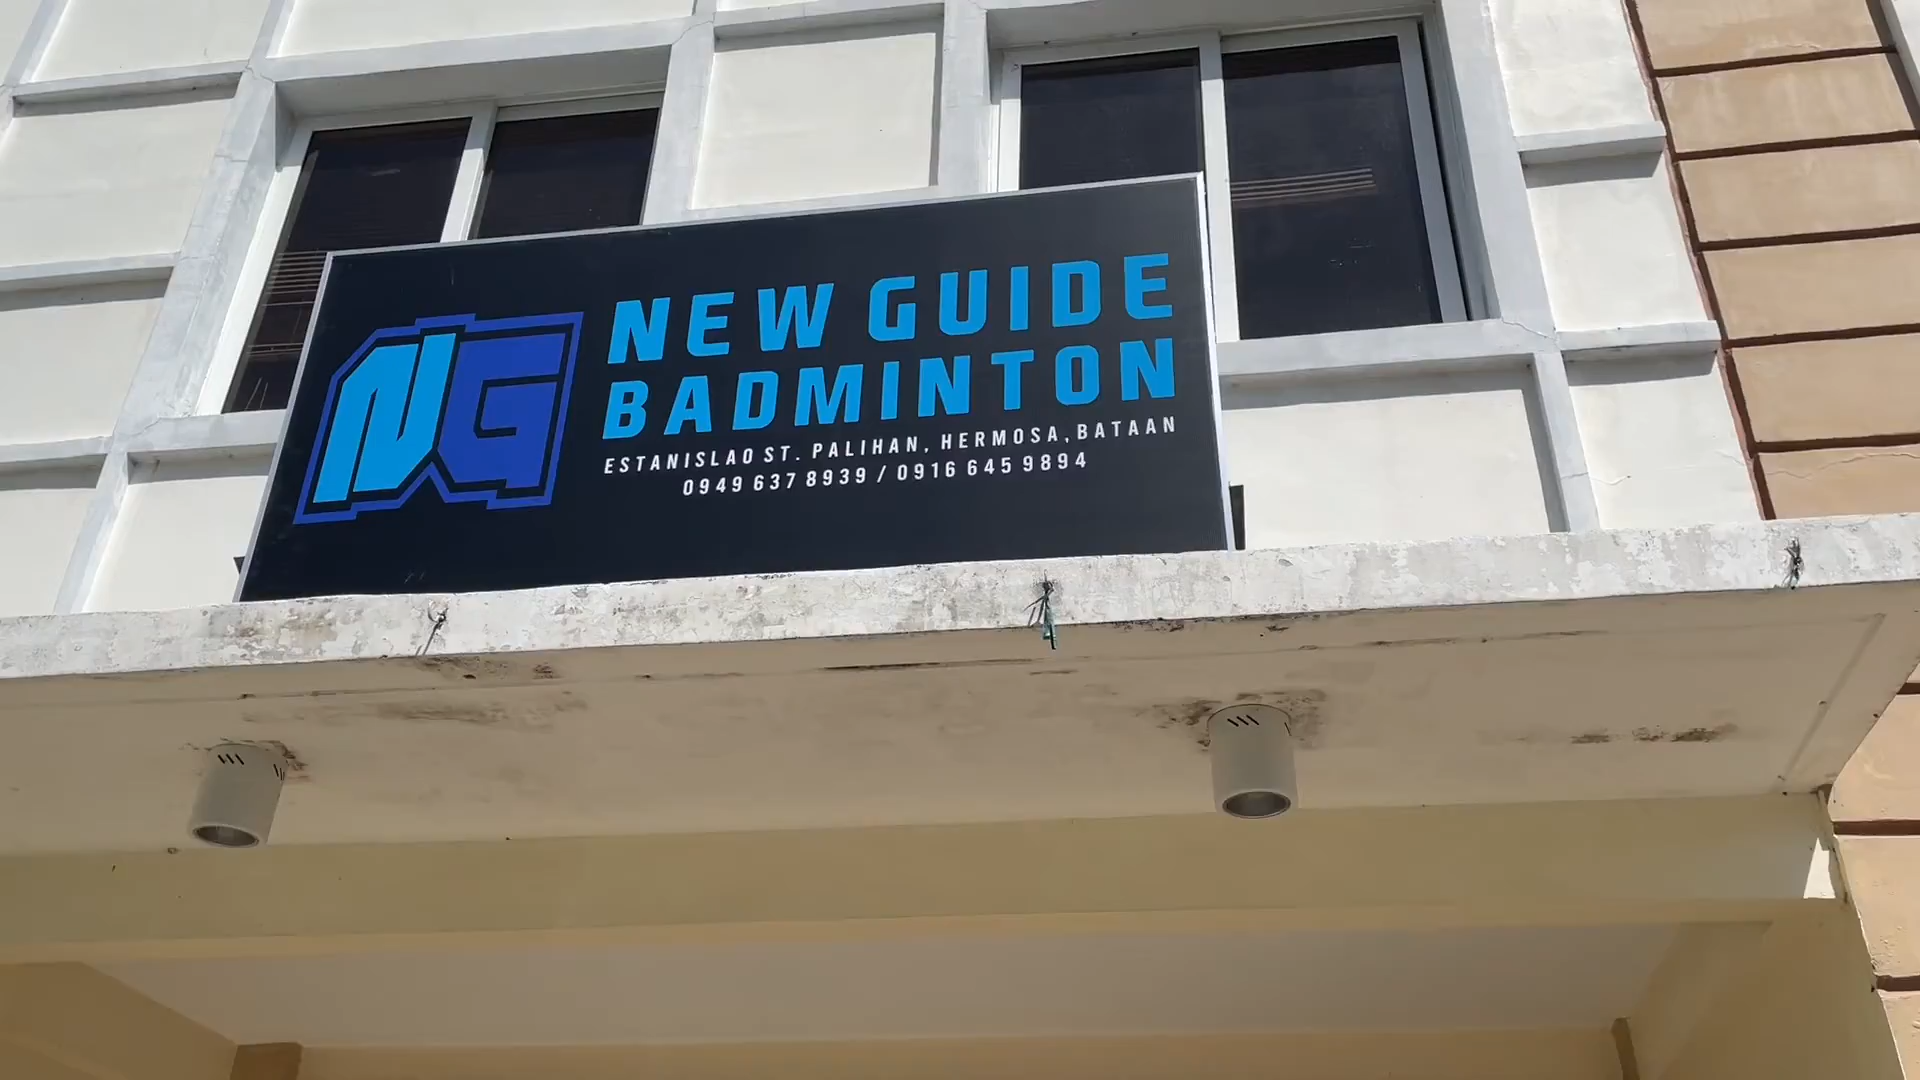 NG
NEW GUIDE
BADMINTON
ESTANISLAO ST. PALIHAN, HERMOSA, BATAAN
0949 637 8939 / 0916 645 9894